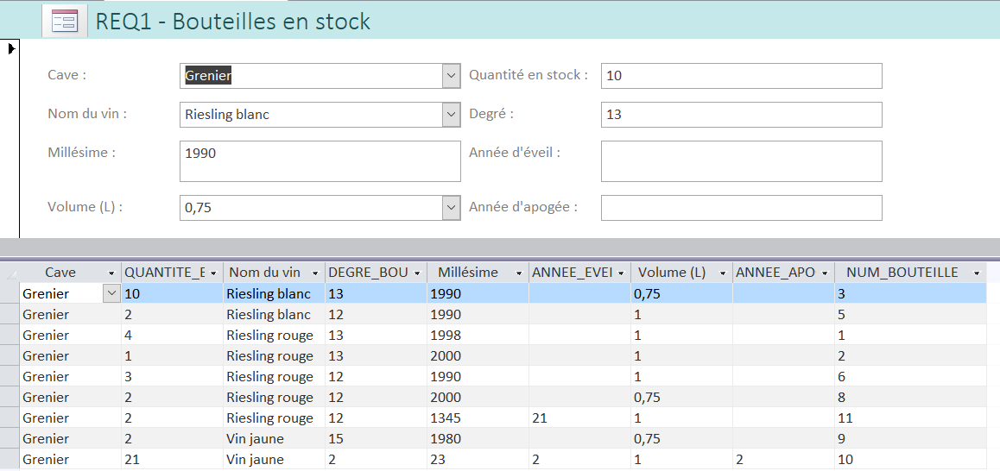 REQ1 - Bouteilles en stock
Cave : Grenier Quantité en stock : 10
Nom du vin : Riesling blanc Degré : 13
Millésime : 1990 Année d'éveil :
Volume (L) : 0,75 Année d'apogée :
Cave QUANTITE_E Nom du vin DEGRE_BOU Millésime ANNEE_EVEI Volume (L) ANNEE_APO NUM_BOUTEILLE
Grenier 10 Riesling blanc 13 1990 0,75 3
Grenier 2 Riesling blanc 12 1990 1 5
Grenier 4 Riesling rouge 13 1998 1 1
Grenier 1 Riesling rouge 13 2000 1 2
Grenier 3 Riesling rouge 12 1990 1 6
Grenier 2 Riesling rouge 12 2000 0,75 8
Grenier 2 Riesling rouge 12 1345 21 1 11
Grenier 2 Vin jaune 15 1980 0,75 9
Grenier 21 Vin jaune 2 23 2 1 2 10